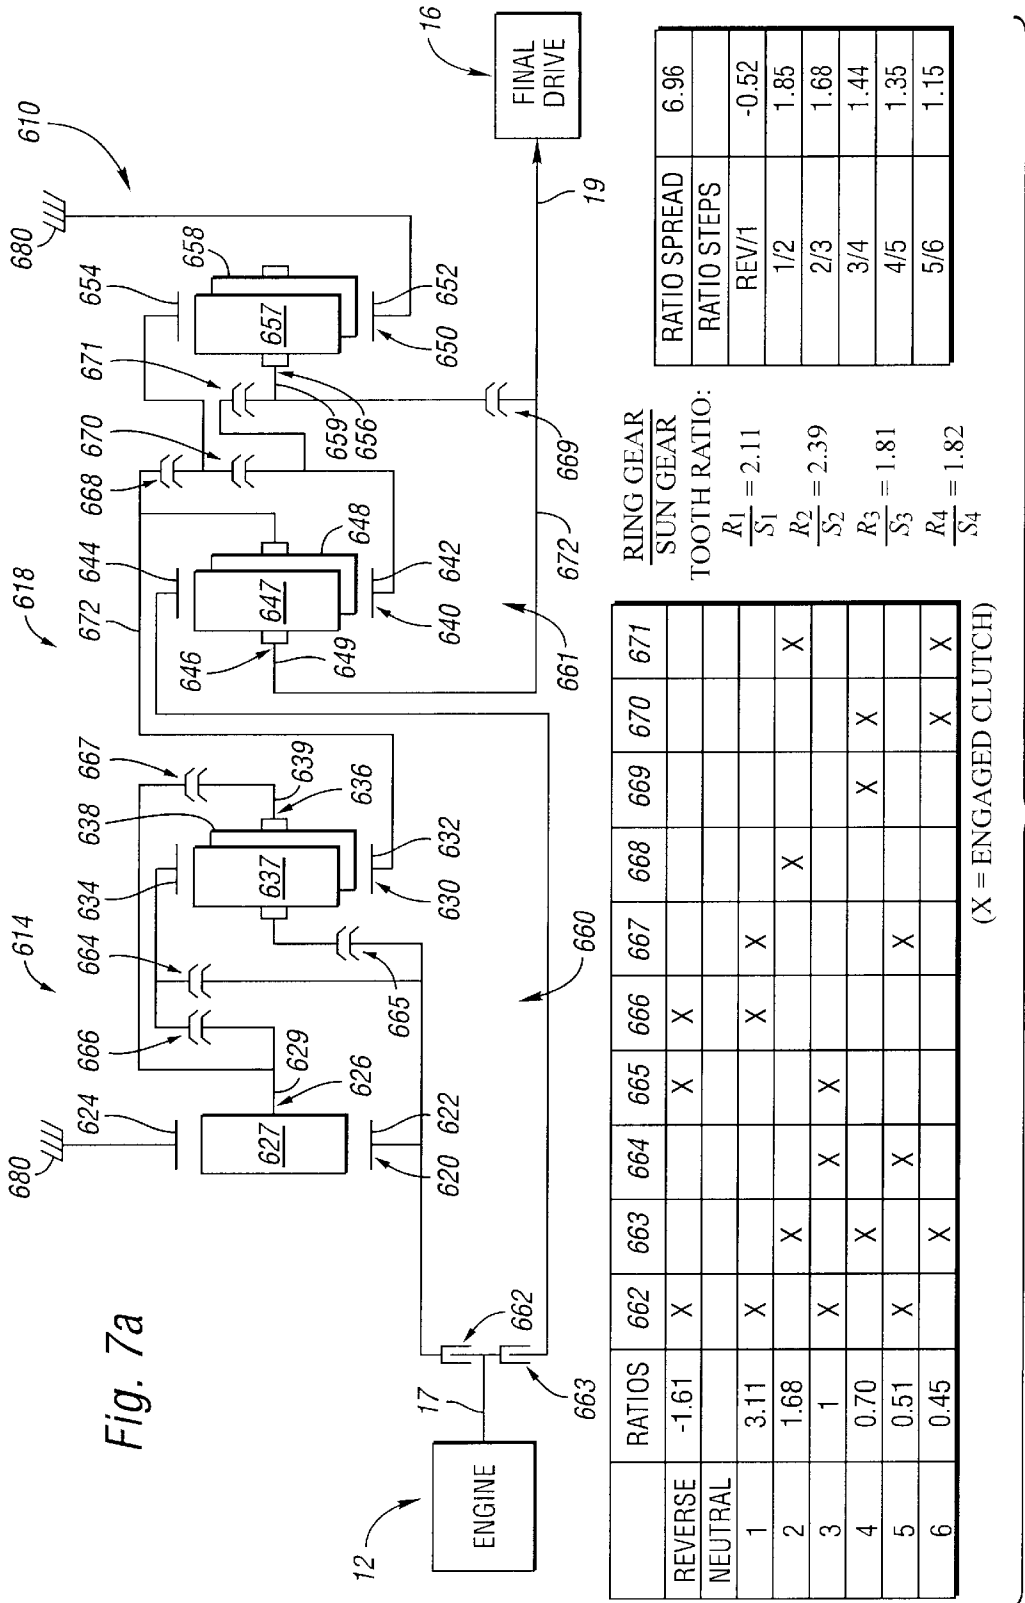 Fig. 7a
610
614
618
680
624
666
664
634
638
667
672
644
668
670
671
654
658
680
627
637
647
657
629
626
639
636
646
649
648
659
656
622
620
665
632
630
642
640
652
650
660
661
669
672
19
16
FINAL
DRIVE
12
ENGINE
17
662
663
RATIOS 662 663 664 665 666 667 668 669 670 671
REVERSE -1.61 X X X
NEUTRAL
1 3.11 X X X
2 1.68 X X X
3 1 X X X
4 0.70 X X X
5 0.51 X X X
6 0.45 X X X
(X = ENGAGED CLUTCH)
RING GEAR
SUN GEAR
TOOTH RATIO:
R1/S1 = 2.11
R2/S2 = 2.39
R3/S3 = 1.81
R4/S4 = 1.82
RATIO SPREAD 6.96
RATIO STEPS
REV/1 -0.52
1/2 1.85
2/3 1.68
3/4 1.44
4/5 1.35
5/6 1.15